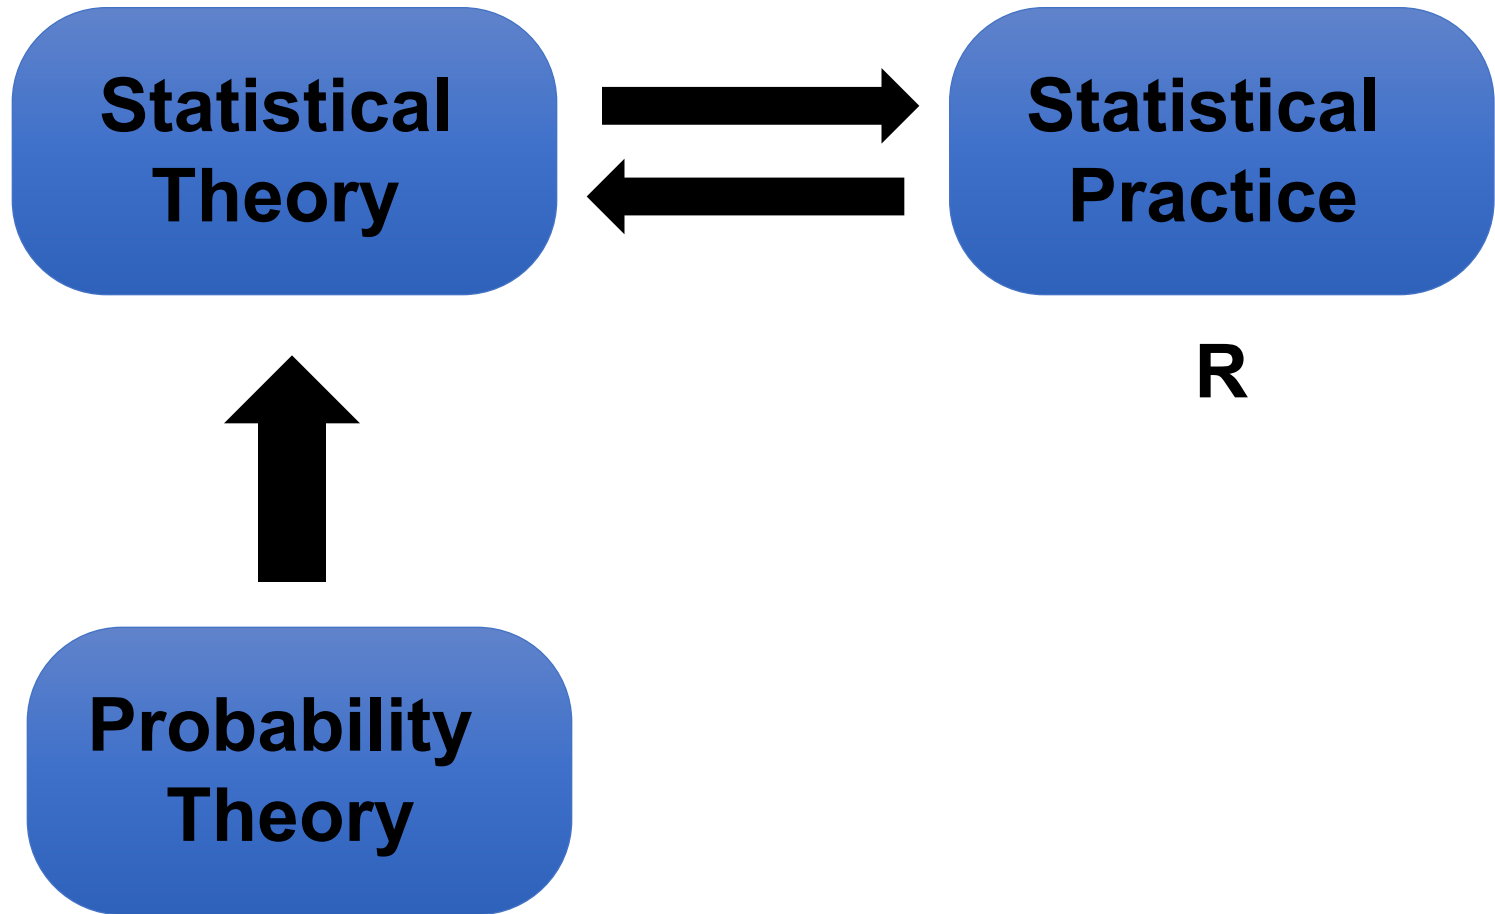 Statistical
Theory
Statistical
Practice
R
Probability
Theory